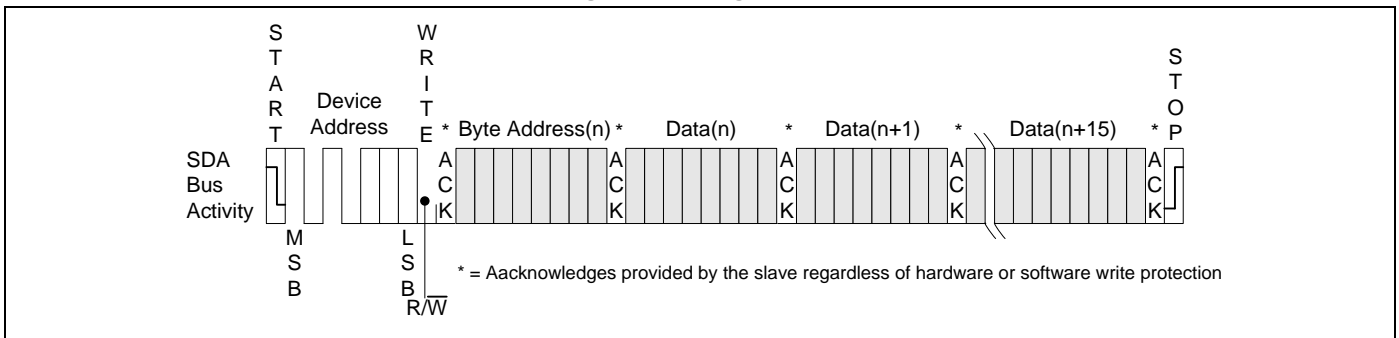 START
WRITE
STOP
Device
Address
* Byte Address(n) * Data(n) * Data(n+1) * Data(n+15) *
SDA
Bus
Activity
ACK
ACK
ACK
ACK
ACK
MSB
LSB
R/W̅
* = Aacknowledges provided by the slave regardless of hardware or software write protection